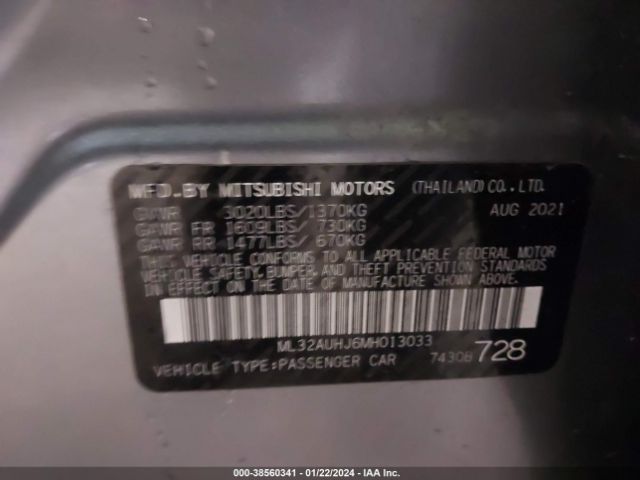 MFD.BY MITSUBISHI MOTORS (THAILAND) CO.,LTD.
GVWR 3020LBS/1370KG AUG 2021
GAWR FR 1609LBS/ 730KG
GAWR RR 1477LBS/ 670KG
THIS VEHICLE CONFORMS TO ALL APPLICABLE FEDERAL MOTOR
VEHICLE SAFETY, BUMPER, AND THEFT PREVENTION STANDARDS
IN EFFECT ON THE DATE OF MANUFACTURE SHOWN ABOVE.
ML32AUHJ6MH013033
VEHICLE TYPE:PASSENGER CAR 74308 728
000-38560341 - 01/22/2024 - IAA Inc.